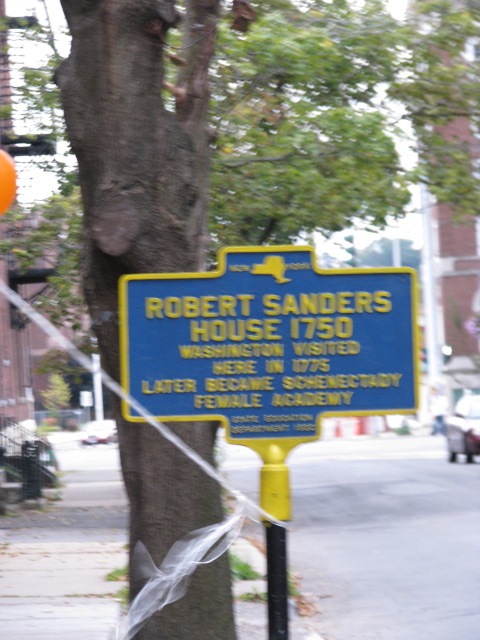 NEW YORK
ROBERT SANDERS
HOUSE 1750
WASHINGTON VISITED
HERE IN 1775
LATER BECAME SCHENECTADY
FEMALE ACADEMY
STATE EDUCATION
DEPARTMENT